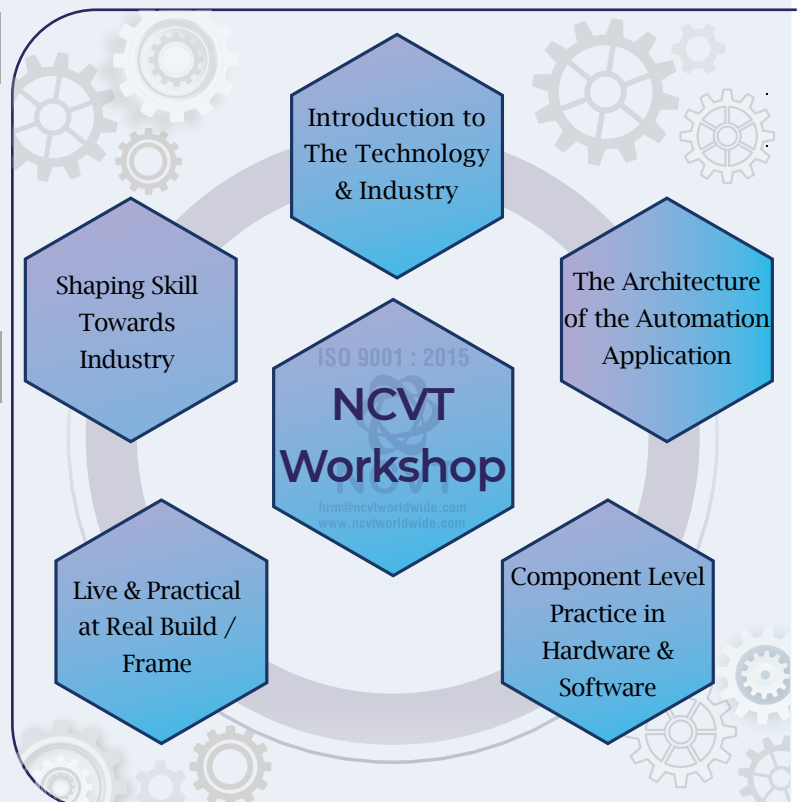 Introduction to
The Technology
& Industry
Shaping Skill
Towards
Industry
The Architecture
of the Automation
Application
ISO 9001 : 2015
NCVT
Workshop
NCVT
hrm@ncvtworldwide.com
www.ncvtworldwide.com
Live & Practical
at Real Build /
Frame
Component Level
Practice in
Hardware &
Software